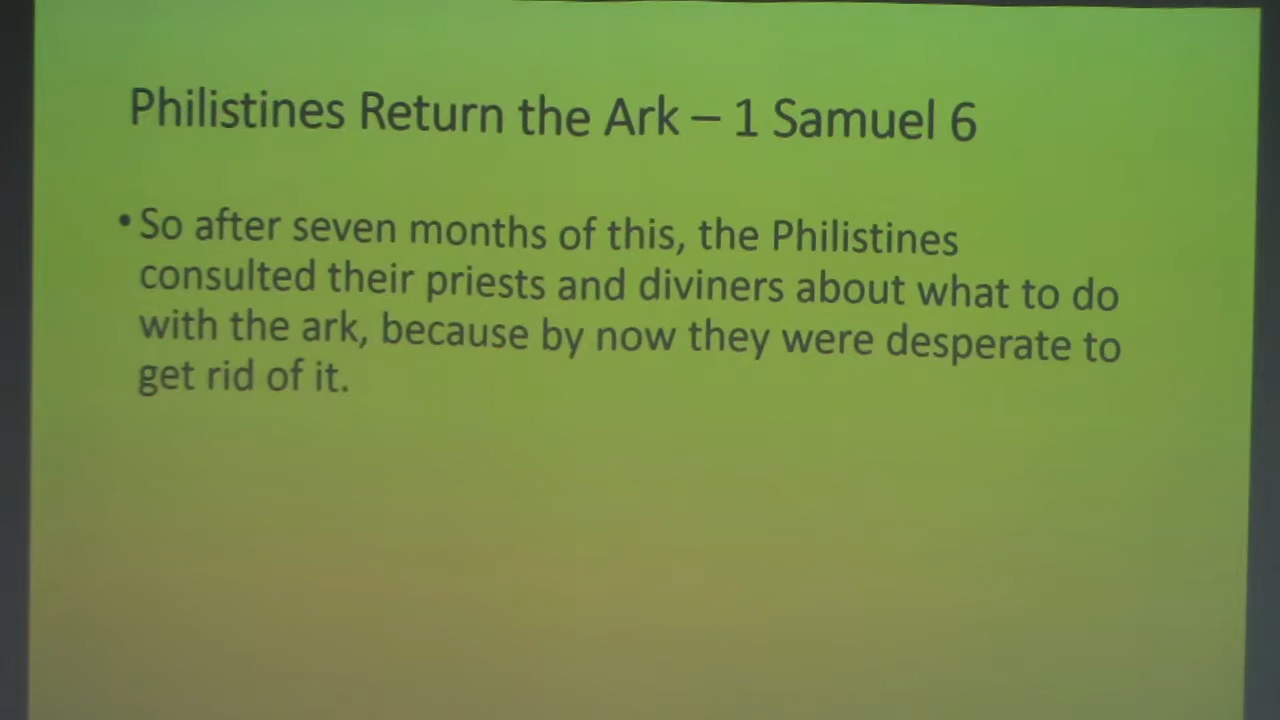 Philistines Return the Ark – 1 Samuel 6
• So after seven months of this, the Philistines
consulted their priests and diviners about what to do
with the ark, because by now they were desperate to
get rid of it.